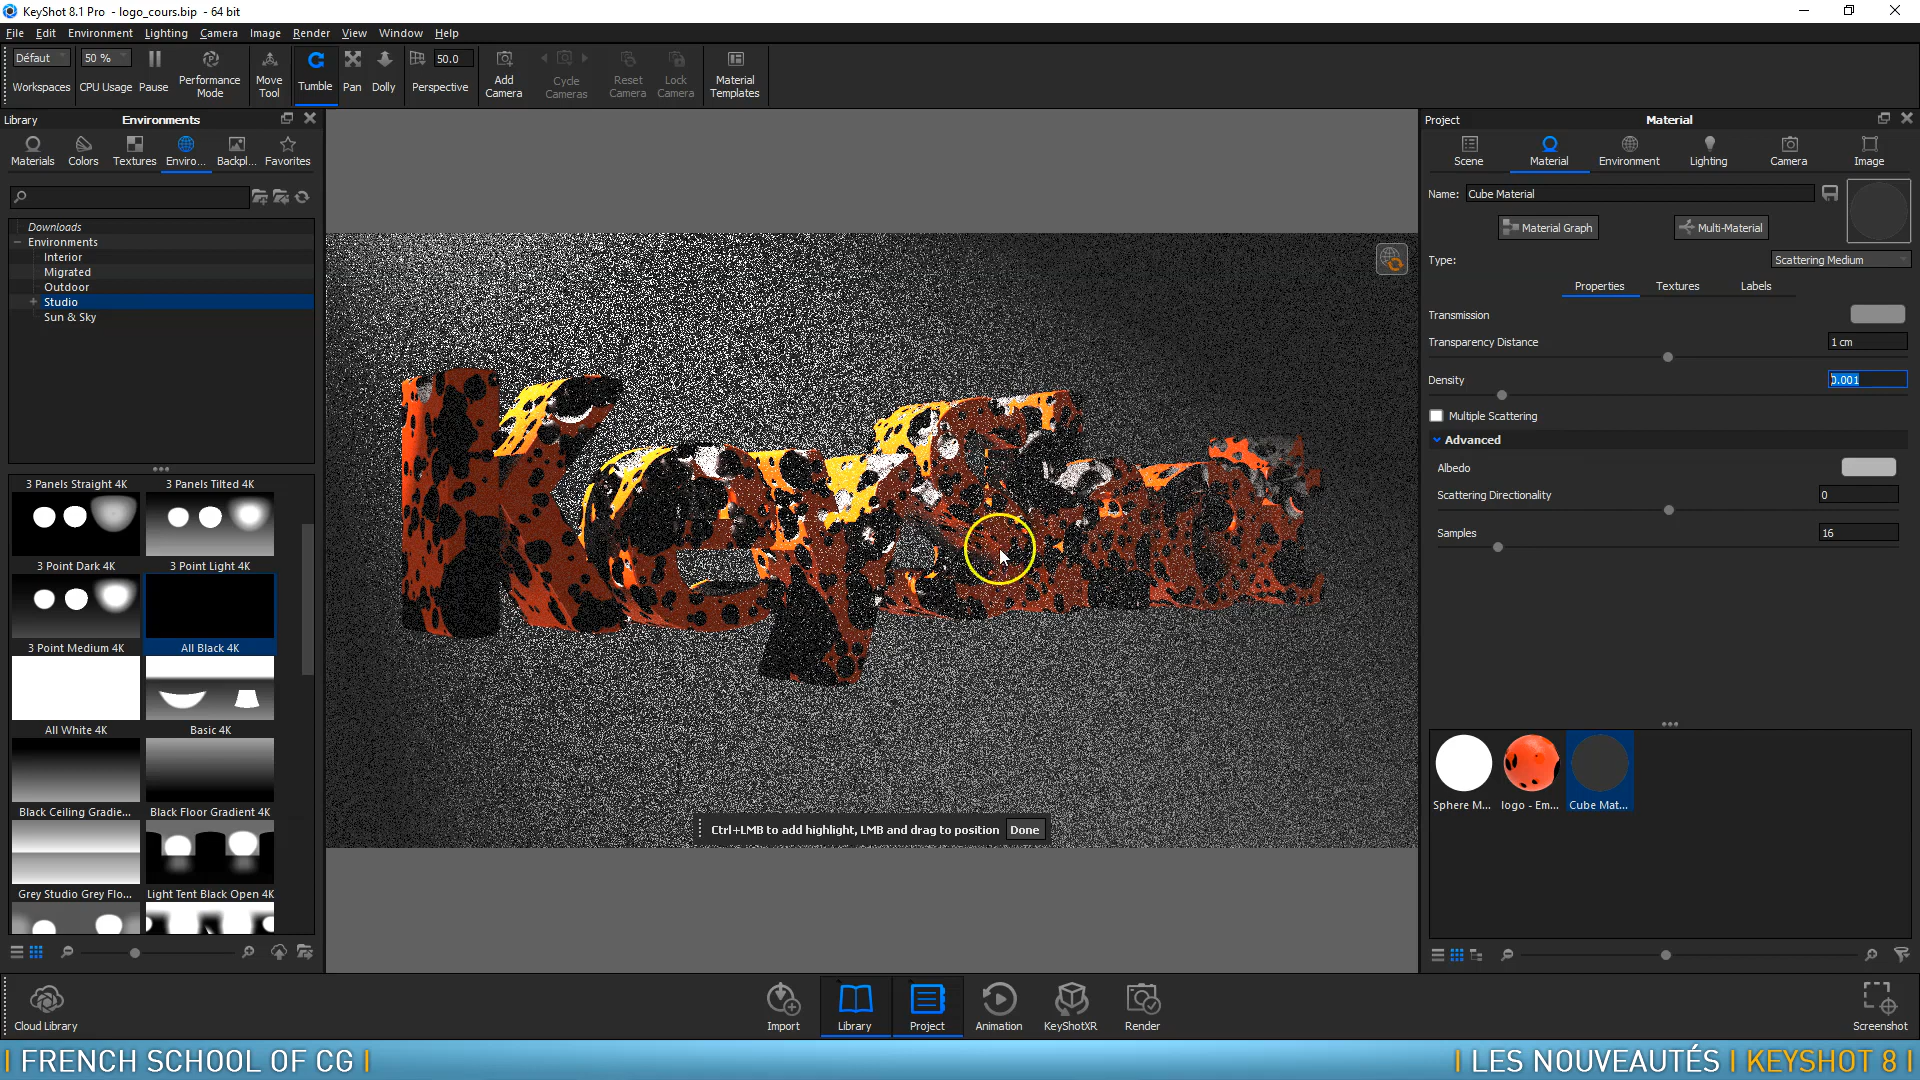 KeyShot 8.1 Pro - logo_cours.bip - 64 bit
File Edit Environment Lighting Camera Image Render View Window Help
Défaut 50 % 50.0
Workspaces CPU Usage Pause Performance Mode Move Tool Tumble Pan Dolly Perspective Add Camera Cycle Cameras Reset Camera Lock Camera Material Templates
Library Environments
Materials Colors Textures Enviro... Backpl... Favorites
Downloads
Environments
Interior
Migrated
Outdoor
Studio
Sun & Sky
3 Panels Straight 4K 3 Panels Tilted 4K
3 Point Dark 4K 3 Point Light 4K
3 Point Medium 4K All Black 4K
All White 4K Basic 4K
Black Ceiling Gradie... Black Floor Gradient 4K
Grey Studio Grey Flo... Light Tent Black Open 4K
Ctrl+LMB to add highlight, LMB and drag to position Done
Project Material
Scene Material Environment Lighting Camera Image
Name: Cube Material
Material Graph Multi-Material
Type: Scattering Medium
Properties Textures Labels
Transmission
Transparency Distance 1 cm
Density 0.001
Multiple Scattering
Advanced
Albedo
Scattering Directionality 0
Samples 16
Sphere M... logo - Em... Cube Mat...
Cloud Library Import Library Project Animation KeyShotXR Render Screenshot
| FRENCH SCHOOL OF CG | | LES NOUVEAUTÉS | KEYSHOT 8 |